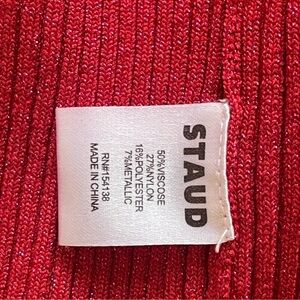 STAUD
50%VISCOSE
27%NYLON
16%POLYESTER
7%METALLIC
RN#154138
MADE IN CHINA